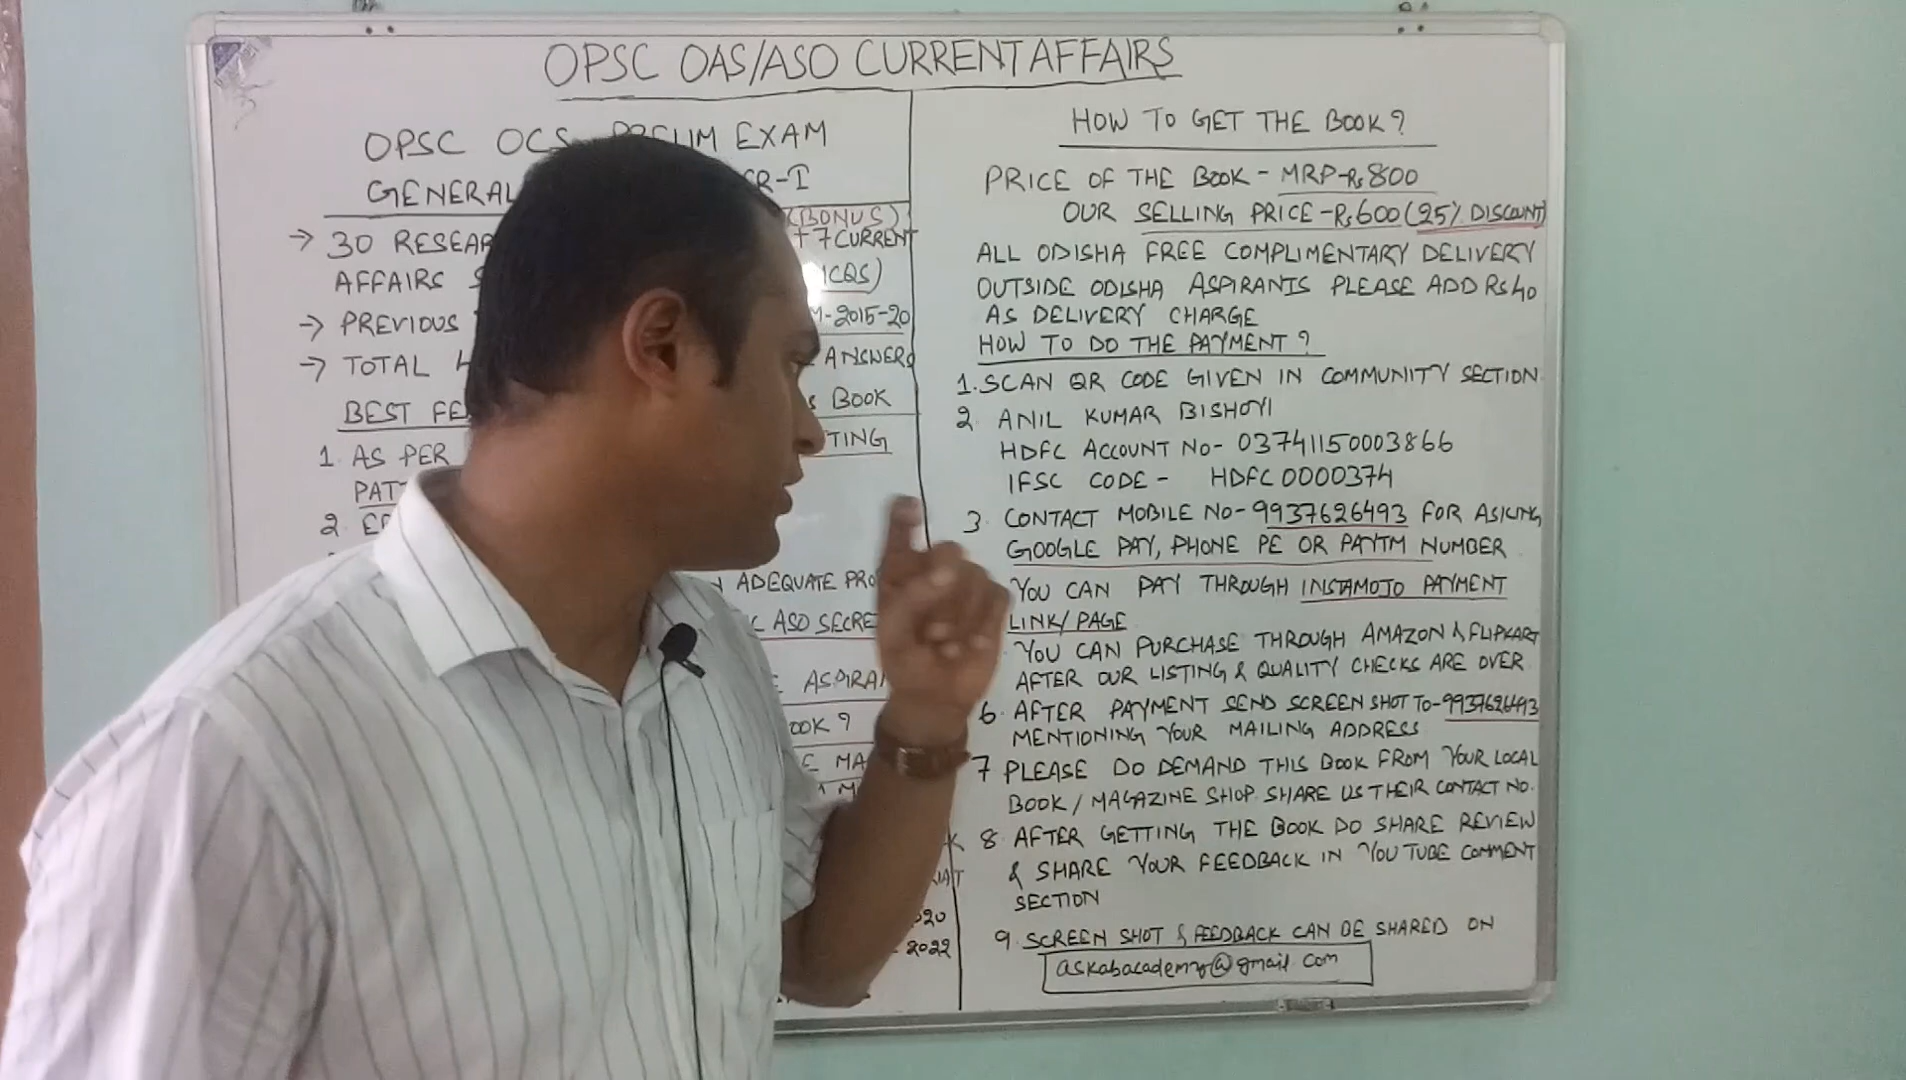 OPSC OAS/ASO CURRENT AFFAIRS
OPSC OCS PRELIM EXAM
GENERAL ER-I
(BONUS)
→ 30 RESEAR + 7 CURRENT
AFFAIRS MCQS)
→ PREVIOUS M-2015-20
→ TOTAL ANSWERS
BEST FE S BOOK
1. AS PER TING
PATT
2.
N ADEQUATE PRO
C ASO SECRE
E ASPIRAN
BOOK ?
E MA
2020
2022
HOW TO GET THE BOOK?
PRICE OF THE BOOK - MRP-Rs 800
OUR SELLING PRICE - Rs 600 (25% DISCOUNT)
ALL ODISHA FREE COMPLIMENTARY DELIVERY
OUTSIDE ODISHA ASPIRANTS PLEASE ADD Rs 40
AS DELIVERY CHARGE
HOW TO DO THE PAYMENT ?
1. SCAN QR CODE GIVEN IN COMMUNITY SECTION
2. ANIL KUMAR BISHOYI
HDFC ACCOUNT NO- 03741150003866
IFSC CODE - HDFC0000374
3. CONTACT MOBILE NO- 9937626493 FOR ASKING
GOOGLE PAY, PHONE PE OR PAYTM NUMBER
YOU CAN PAY THROUGH INSTAMOJO PAYMENT
LINK/PAGE
YOU CAN PURCHASE THROUGH AMAZON & FLIPKART
AFTER OUR LISTING & QUALITY CHECKS ARE OVER
6. AFTER PAYMENT SEND SCREEN SHOT TO- 9937626493
MENTIONING YOUR MAILING ADDRESS
7 PLEASE DO DEMAND THIS BOOK FROM YOUR LOCAL
BOOK / MAGAZINE SHOP. SHARE US THEIR CONTACT NO.
8. AFTER GETTING THE BOOK DO SHARE REVIEW
& SHARE YOUR FEEDBACK IN YOU TUBE COMMENT
SECTION
9. SCREEN SHOT & FEEDBACK CAN BE SHARED ON
askabacademy@gmail.com